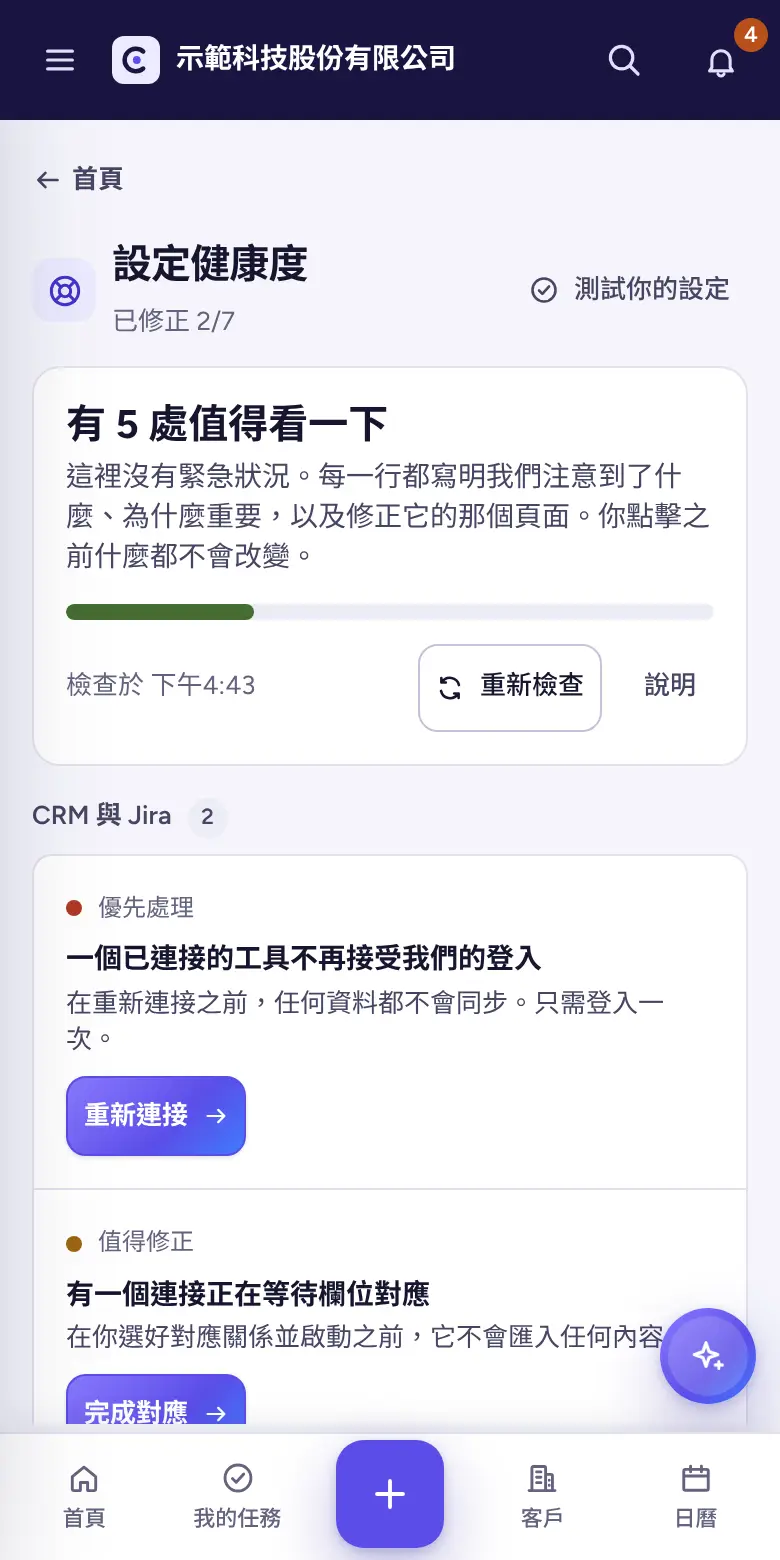 示範科技股份有限公司
4
首頁
設定健康度
已修正 2/7
測試你的設定
有 5 處值得看一下
這裡沒有緊急狀況。每一行都寫明我們注意到了什
麼、為什麼重要，以及修正它的那個頁面。你點擊之
前什麼都不會改變。
檢查於 下午4:43
重新檢查
說明
CRM 與 Jira 2
優先處理
一個已連接的工具不再接受我們的登入
在重新連接之前，任何資料都不會同步。只需登入一
次。
重新連接
值得修正
有一個連接正在等待欄位對應
在你選好對應關係並啟動之前，它不會匯入任何內容
完成對應
首頁
我的任務
客戶
日曆